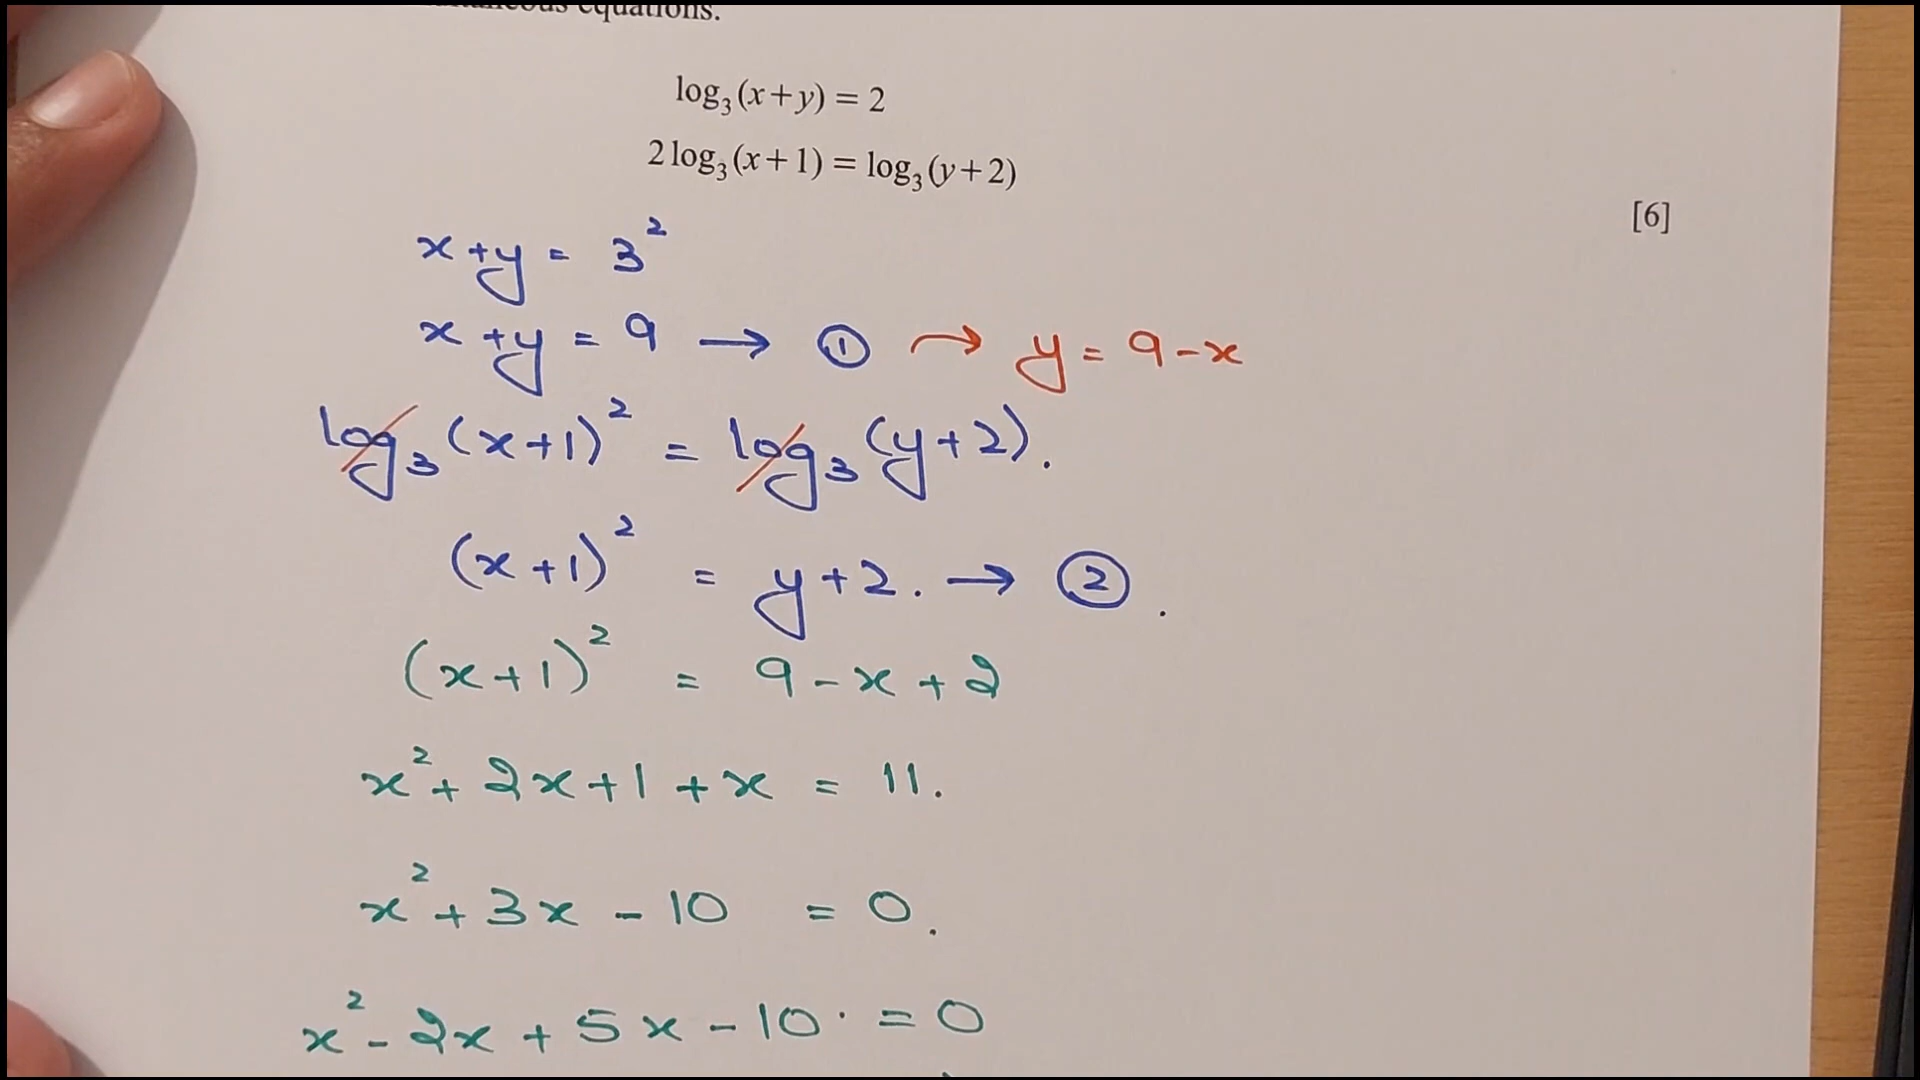 equations.
log₃(x+y) = 2
2 log₃(x+1) = log₃(y+2)
[6]
x+y = 3²
x+y = 9 → ① → y = 9-x
log₃(x+1)² = log₃(y+2).
(x+1)² = y+2. → ② .
(x+1)² = 9-x+2
x²+2x+1+x = 11.
x²+3x-10 = 0.
x²-2x+5x-10 = 0